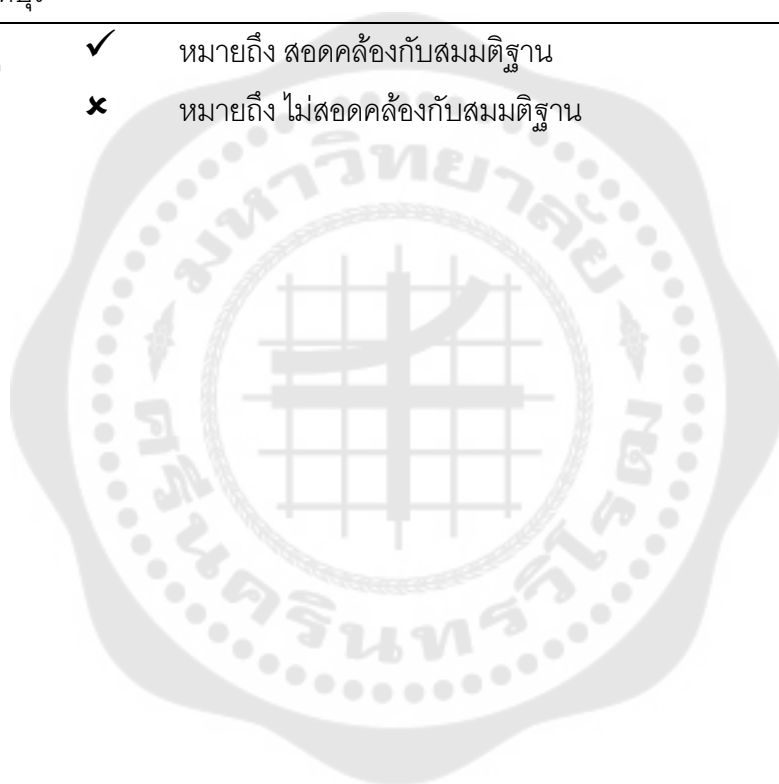 ✓ หมายถึง สอดคล้องกับสมมติฐาน
✗ หมายถึง ไม่สอดคล้องกับสมมติฐาน
มหาวิทยาลัย
ศรีนครินทรวิโรฒ